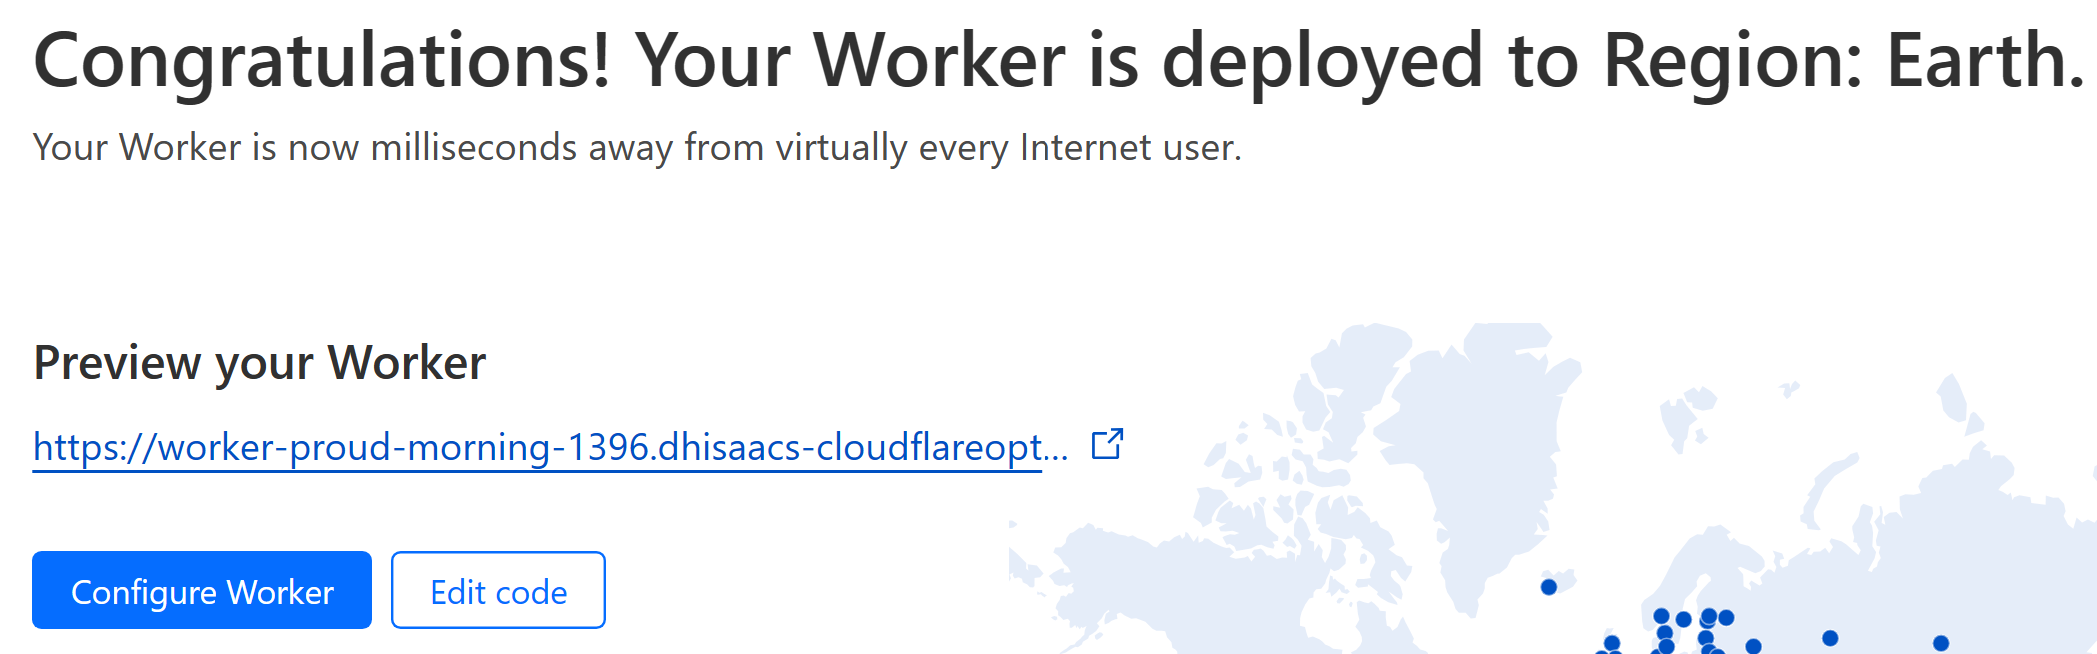 Congratulations! Your Worker is deployed to Region: Earth.
Your Worker is now milliseconds away from virtually every Internet user.
Preview your Worker
https://worker-proud-morning-1396.dhisaacs-cloudflareopt...
Configure Worker
Edit code